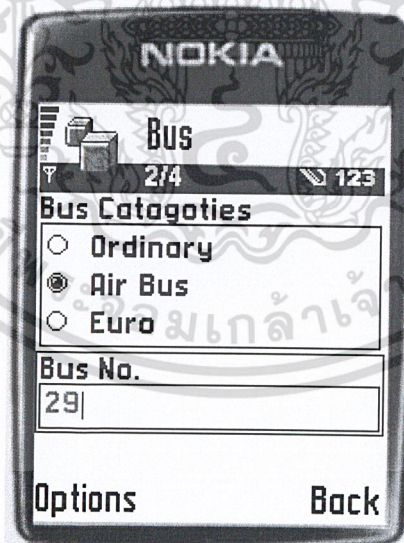 NOKIA
Bus
2/4 123
Bus Catagoties
Ordinary
Air Bus
Euro
Bus No.
29
Options Back